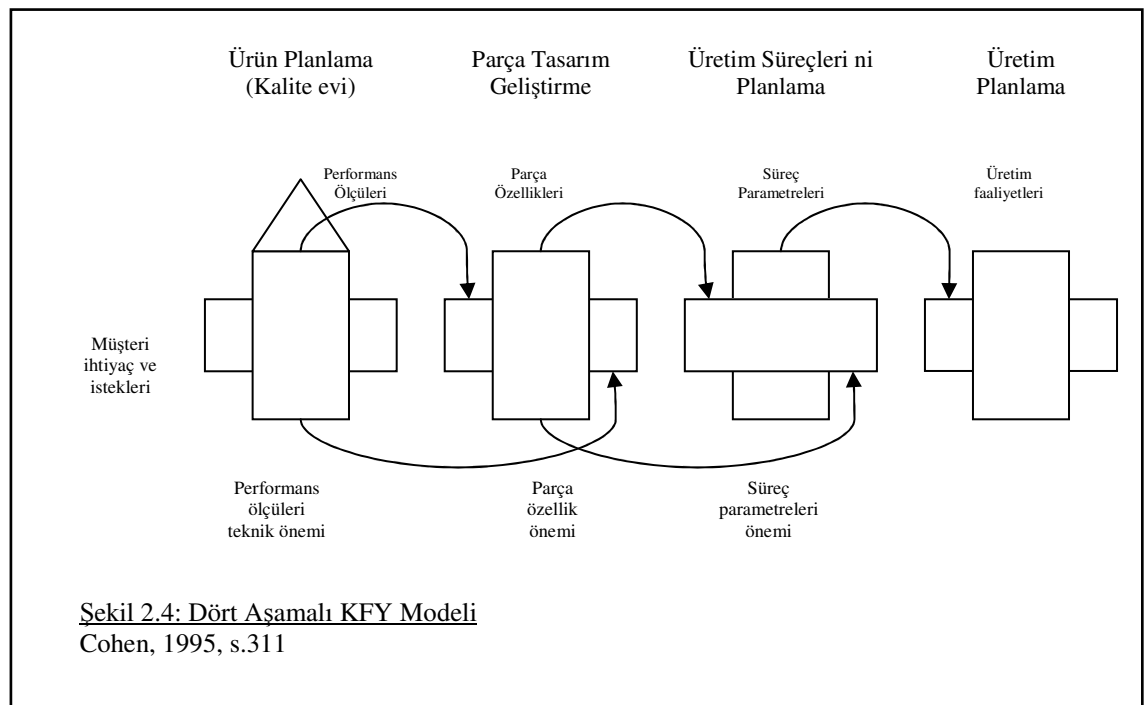 Ürün Planlama
(Kalite evi)
Parça Tasarım
Geliştirme
Üretim Süreçleri ni
Planlama
Üretim
Planlama
Performans
Ölçüleri
Parça
Özellikleri
Süreç
Parametreleri
Üretim
faaliyetleri
Müşteri
ihtiyaç ve
istekleri
Performans
ölçüleri
teknik önemi
Parça
özellik
önemi
Süreç
parametreleri
önemi
Şekil 2.4: Dört Aşamalı KFY Modeli
Cohen, 1995, s.311